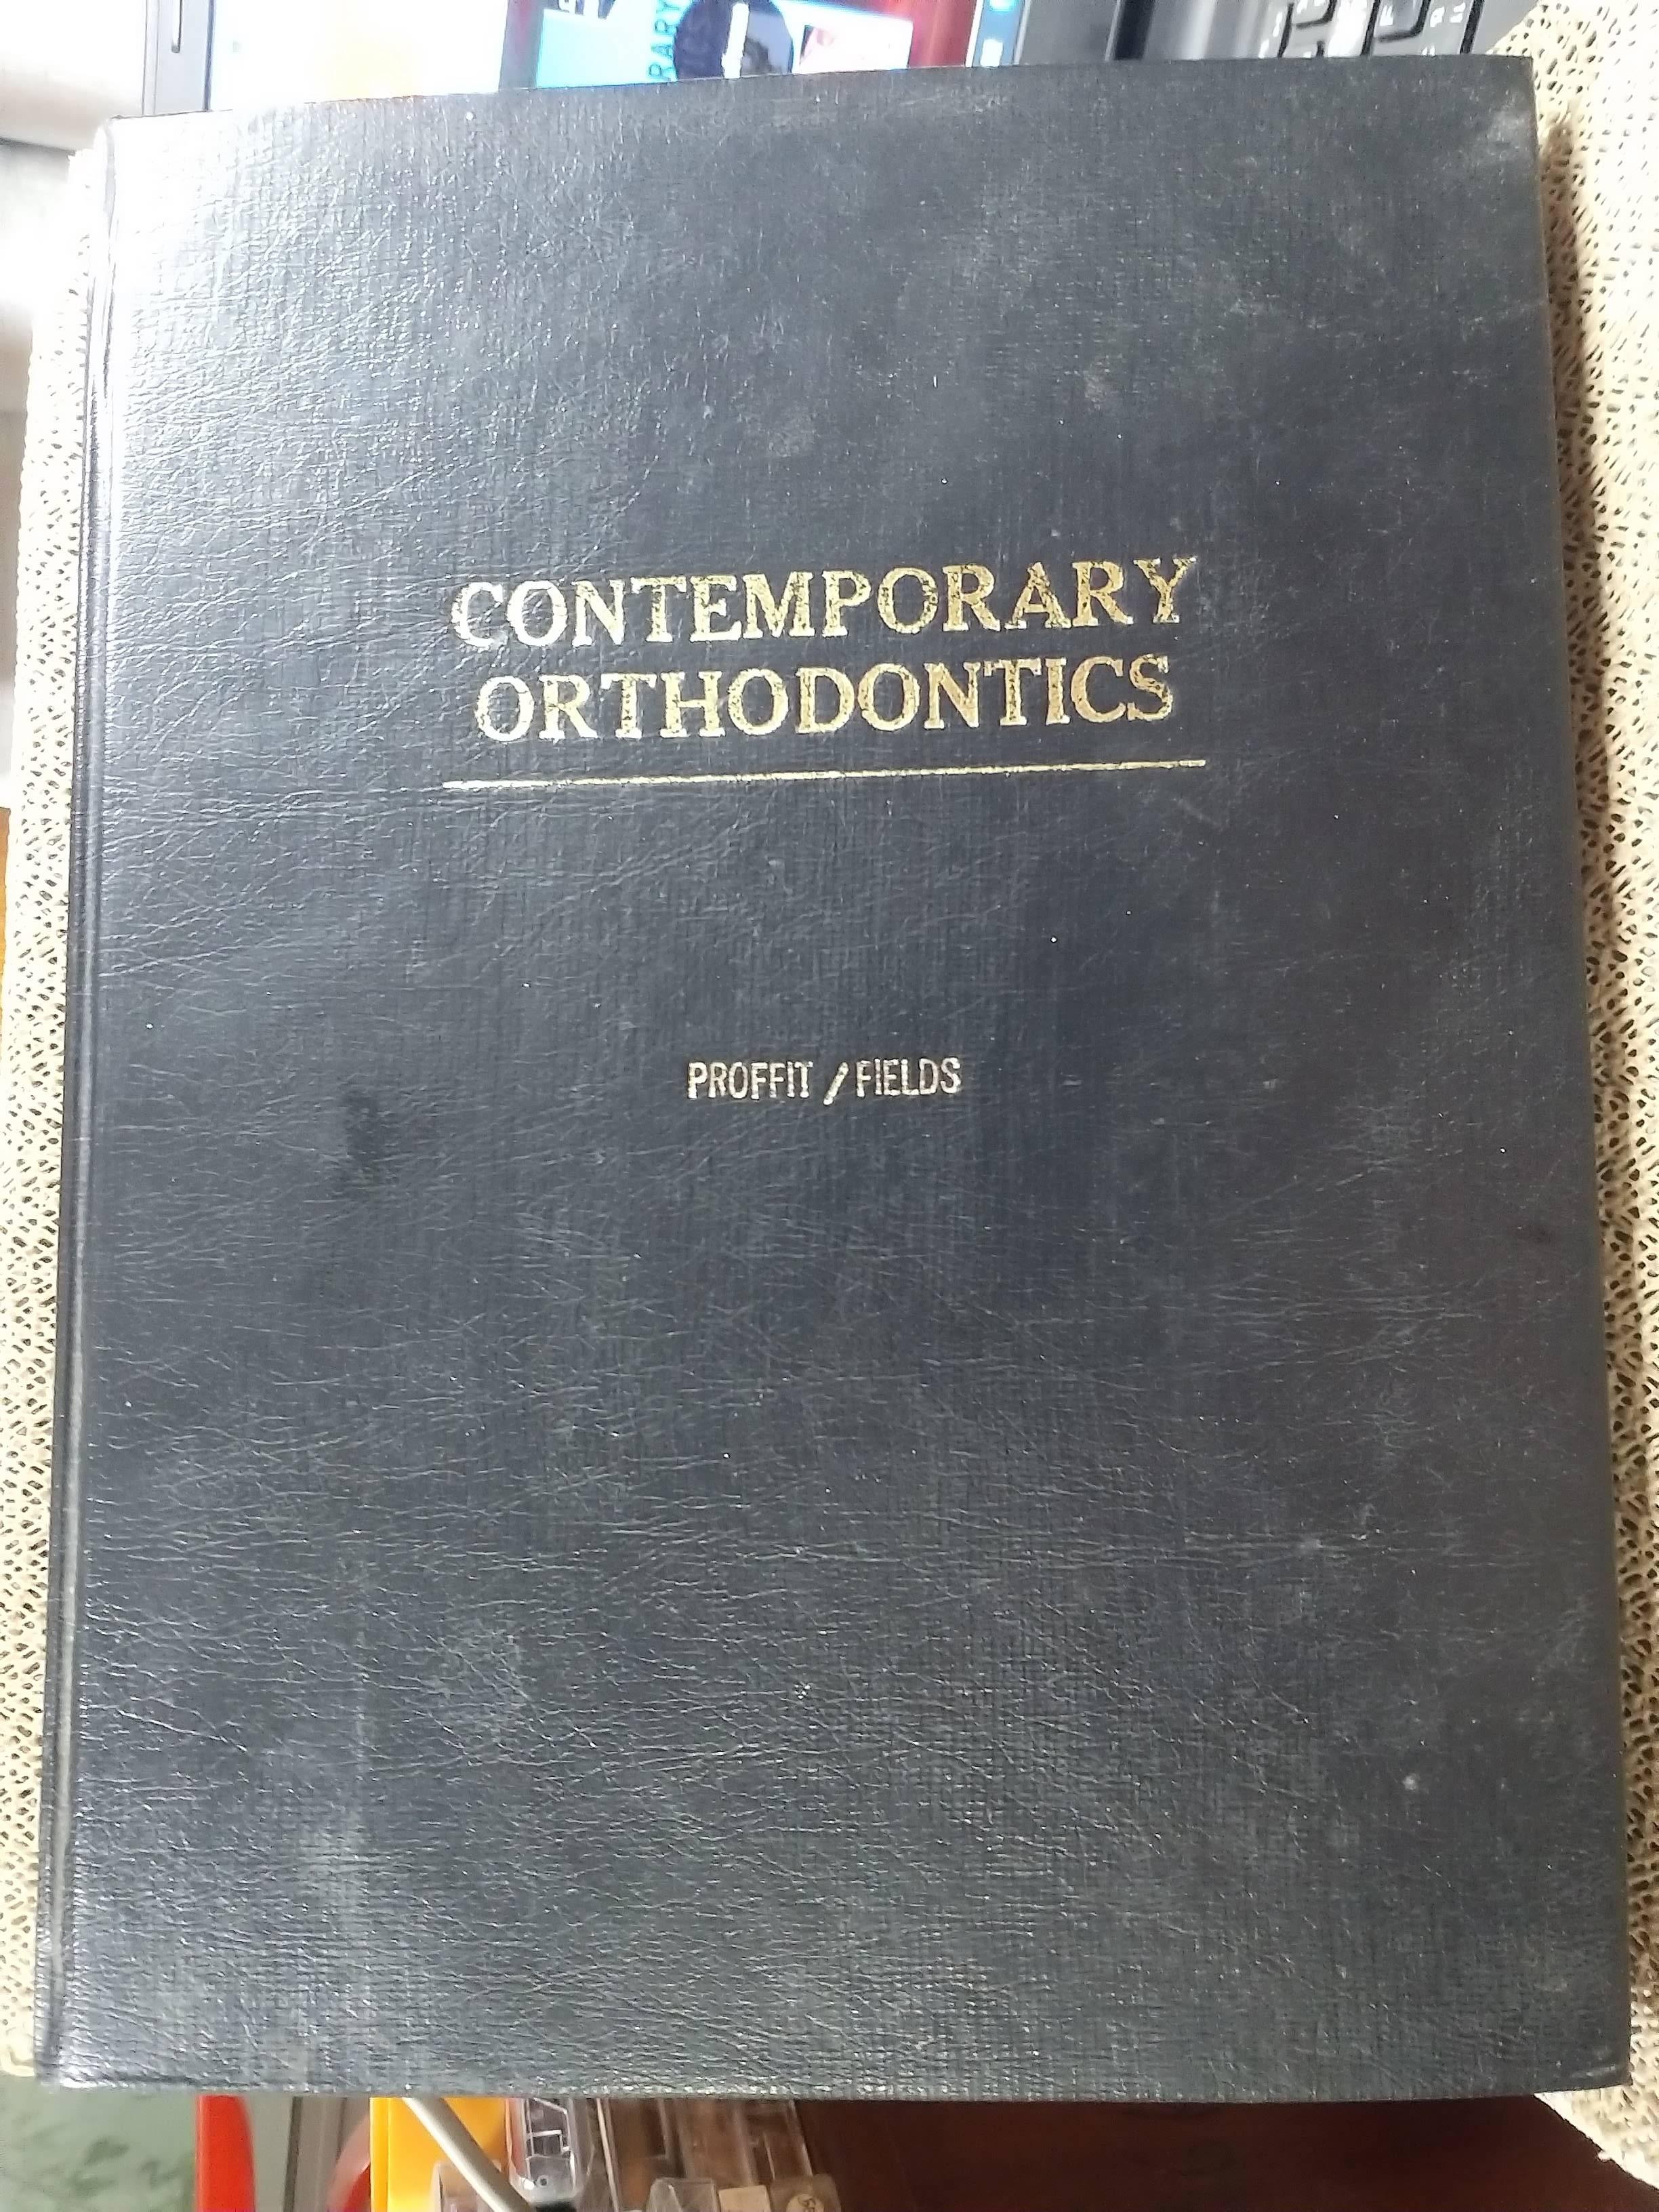 CONTEMPORARY
ORTHODONTICS
PROFFIT / FIELDS